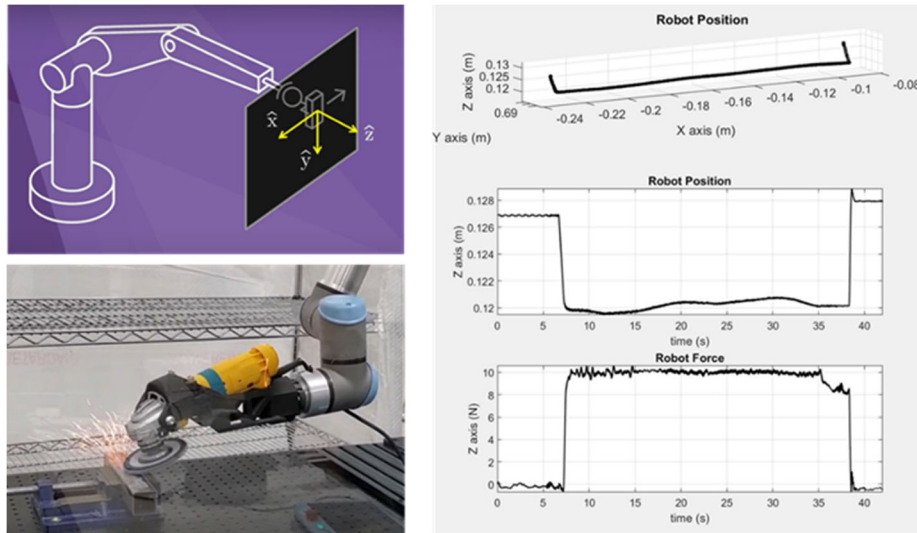 x̂
ŷ
ẑ
Robot Position
Z axis (m)
0.13
0.125
0.12
0.69
Y axis (m)
-0.24
-0.22
-0.2
-0.18
-0.16
-0.14
-0.12
-0.1
-0.08
X axis (m)
Robot Position
Z axis (m)
0.128
0.126
0.124
0.122
0.12
0 5 10 15 20 25 30 35 40
time (s)
Robot Force
Z axis (N)
10
8
6
4
2
0
0 5 10 15 20 25 30 35 40
time (s)